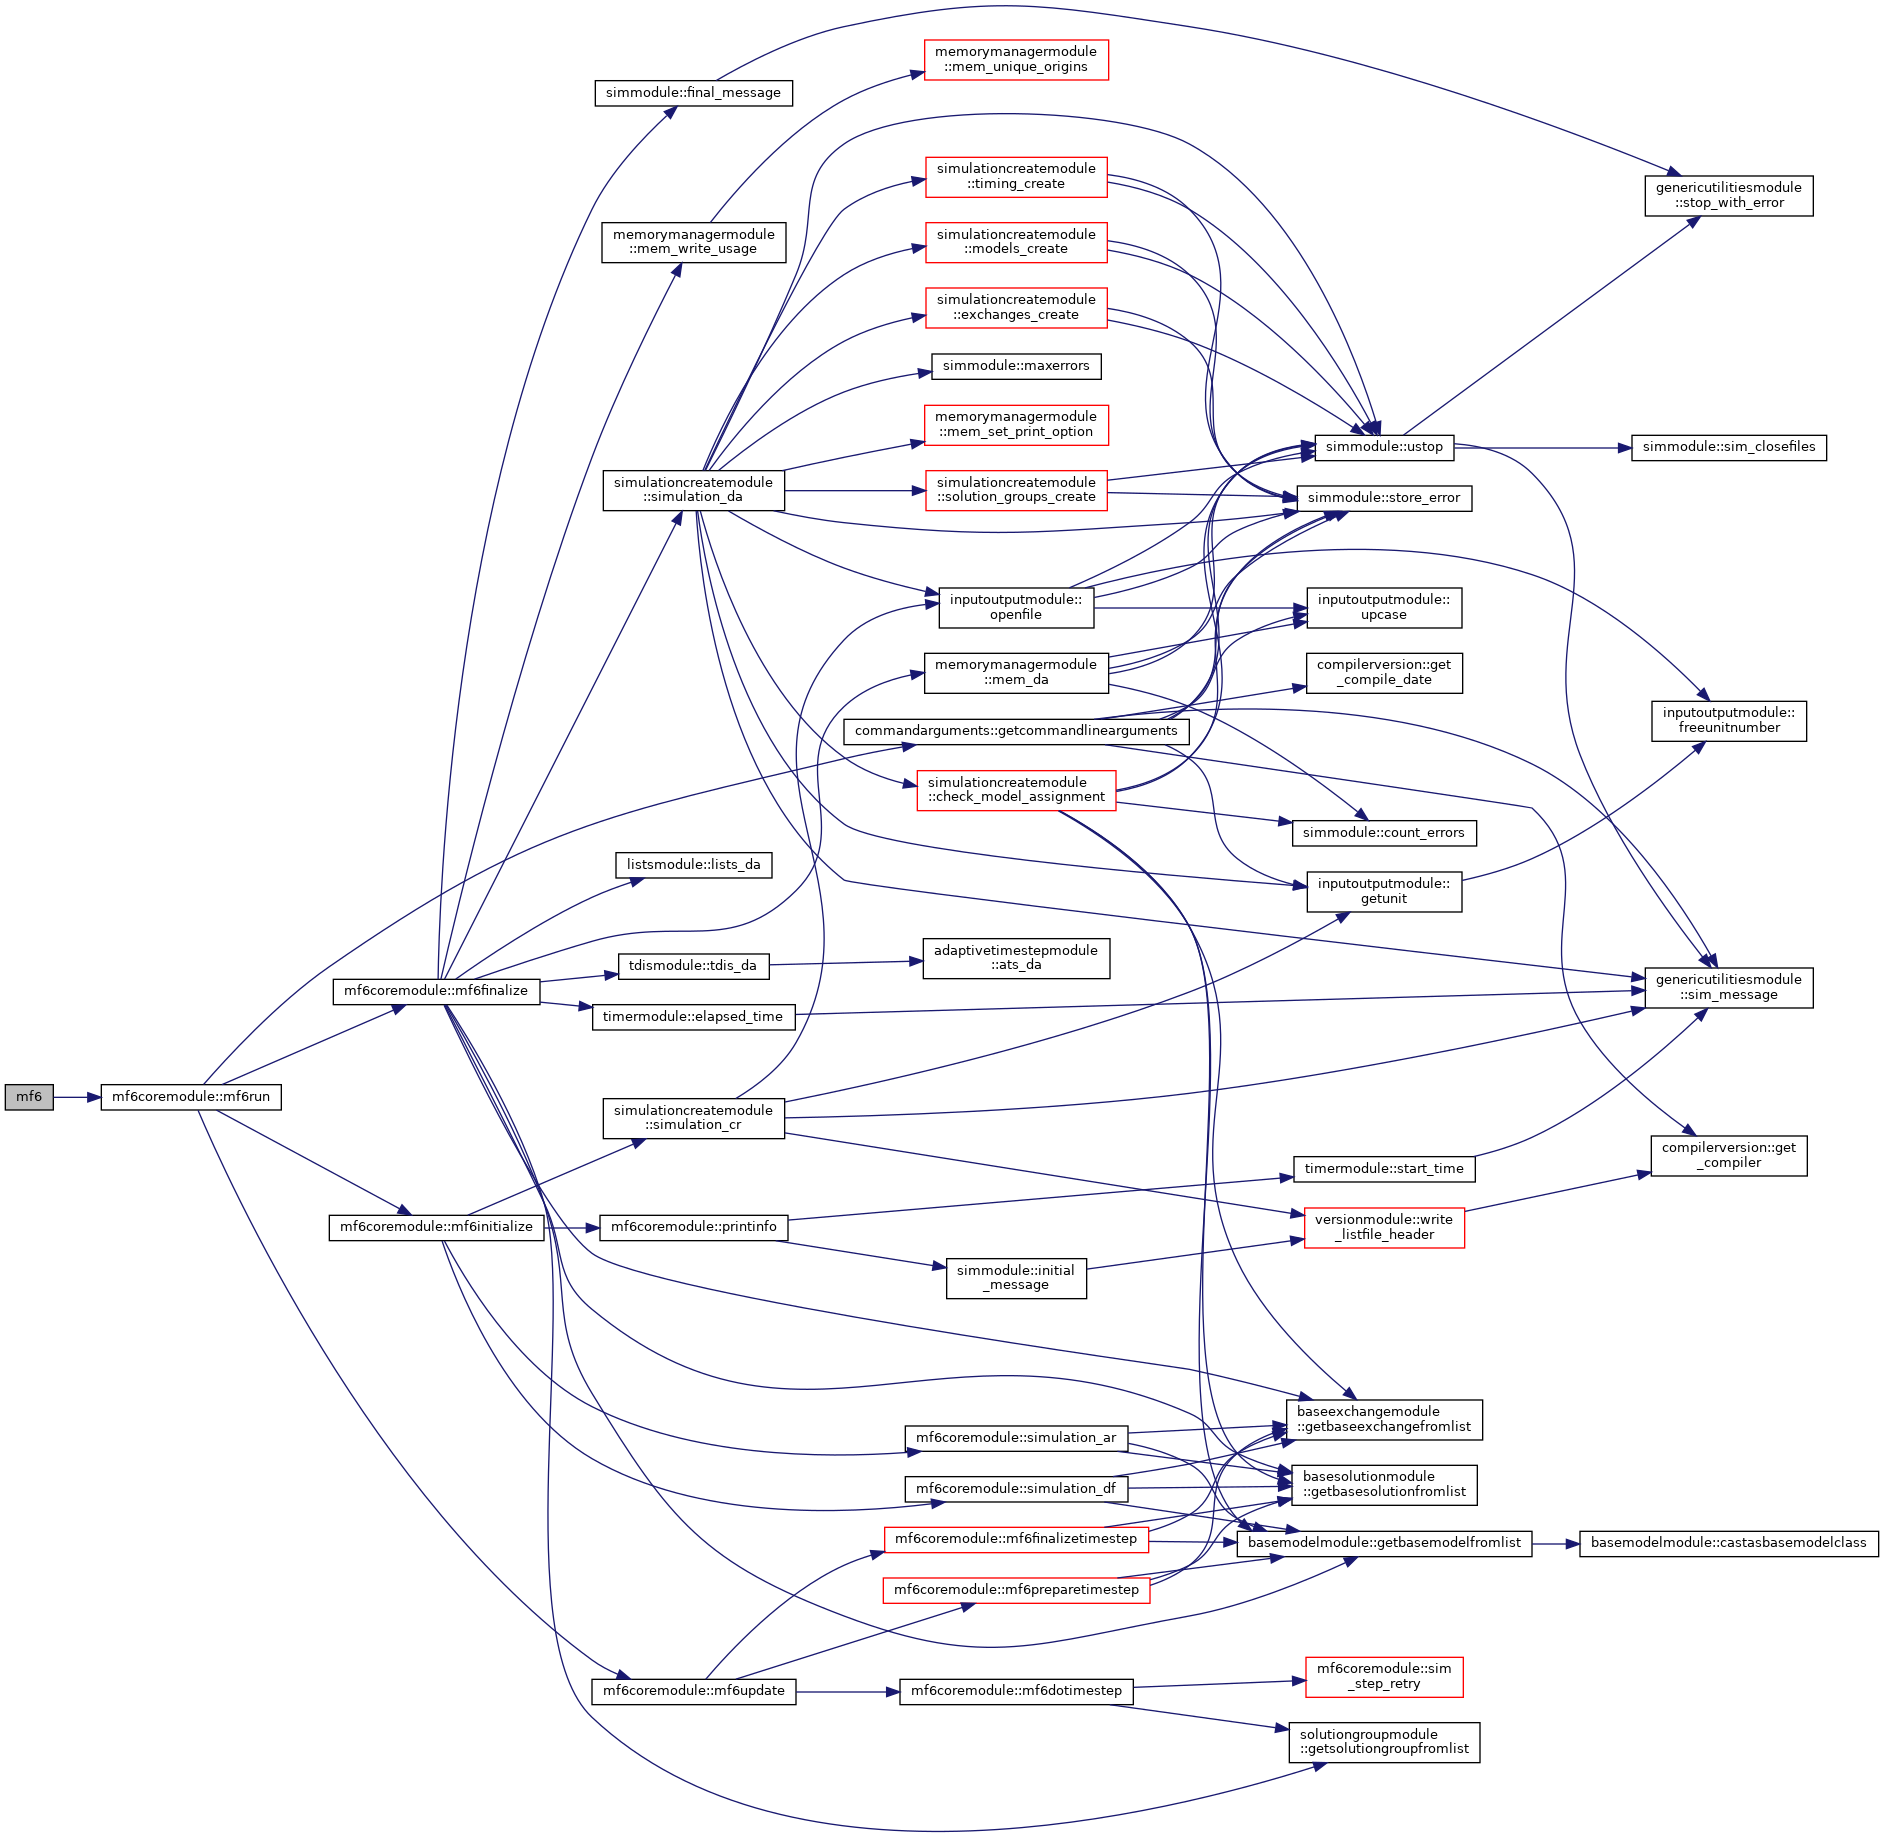 mf6
mf6coremodule::mf6run
mf6coremodule::mf6finalize
mf6coremodule::mf6initialize
simmodule::final_message
memorymanagermodule
::mem_write_usage
simulationcreatemodule
::simulation_da
listsmodule::lists_da
tdismodule::tdis_da
timermodule::elapsed_time
simulationcreatemodule
::simulation_cr
mf6coremodule::printinfo
mf6coremodule::mf6update
memorymanagermodule
::mem_unique_origins
simulationcreatemodule
::timing_create
simulationcreatemodule
::models_create
simulationcreatemodule
::exchanges_create
simmodule::maxerrors
memorymanagermodule
::mem_set_print_option
simulationcreatemodule
::solution_groups_create
inputoutputmodule::
openfile
memorymanagermodule
::mem_da
commandarguments::getcommandlinearguments
simulationcreatemodule
::check_model_assignment
adaptivetimestepmodule
::ats_da
simmodule::initial
_message
mf6coremodule::simulation_ar
mf6coremodule::simulation_df
mf6coremodule::mf6finalizetimestep
mf6coremodule::mf6preparetimestep
mf6coremodule::mf6dotimestep
simmodule::ustop
simmodule::store_error
inputoutputmodule::
upcase
compilerversion::get
_compile_date
simmodule::count_errors
inputoutputmodule::
getunit
timermodule::start_time
versionmodule::write
_listfile_header
baseexchangemodule
::getbaseexchangefromlist
basesolutionmodule
::getbasesolutionfromlist
basemodelmodule::getbasemodelfromlist
mf6coremodule::sim
_step_retry
solutiongroupmodule
::getsolutiongroupfromlist
genericutilitiesmodule
::stop_with_error
simmodule::sim_closefiles
inputoutputmodule::
freeunitnumber
genericutilitiesmodule
::sim_message
compilerversion::get
_compiler
basemodelmodule::castasbasemodelclass